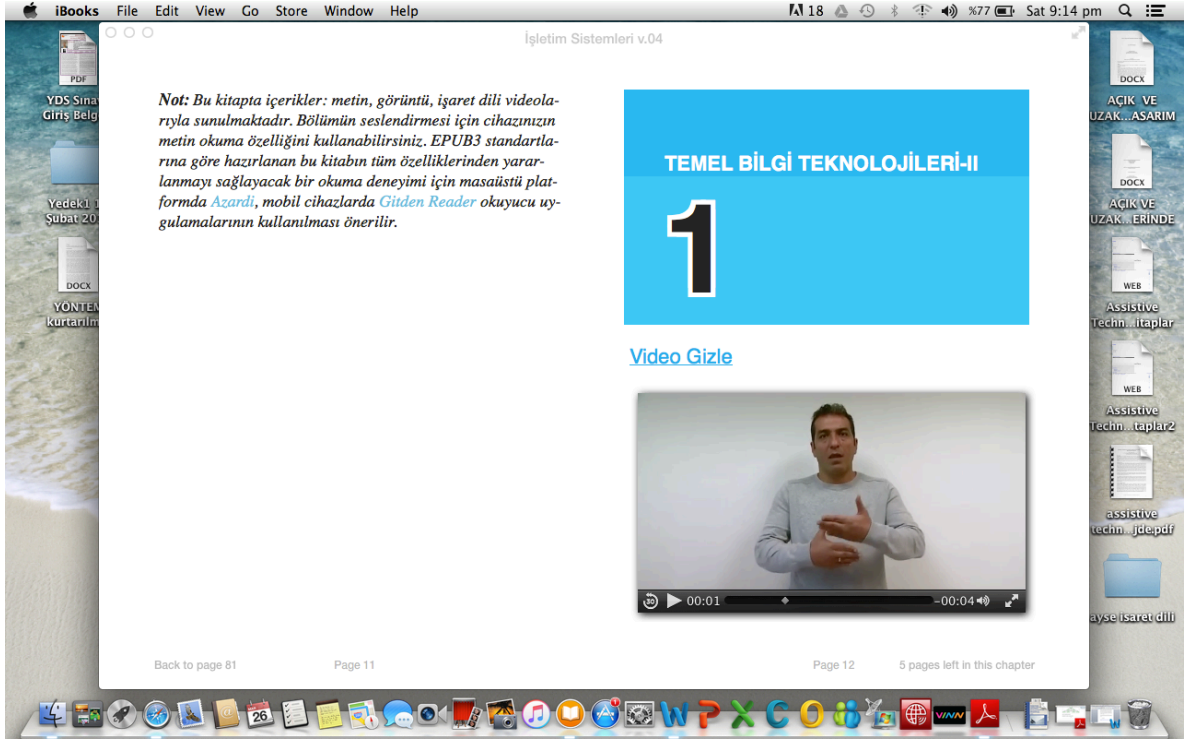 iBooks File Edit View Go Store Window Help
18 %77 Sat 9:14 pm
İşletim Sistemleri v.04
Not: Bu kitapta içerikler: metin, görüntü, işaret dili videola-
rıyla sunulmaktadır. Bölümün seslendirmesi için cihazınızın
metin okuma özelliğini kullanabilirsiniz. EPUB3 standartla-
rına göre hazırlanan bu kitabın tüm özelliklerinden yarar-
lanmayı sağlayacak bir okuma deneyimi için masaüstü plat-
formda Azardi, mobil cihazlarda Gitden Reader okuyucu uy-
gulamalarının kullanılması önerilir.
TEMEL BİLGİ TEKNOLOJİLERİ-II
1
Video Gizle
30 00:01 -00:04
Back to page 81 Page 11
Page 12 5 pages left in this chapter
PDF
YDS Sına
Giriş Belg
Yedek1 1
Şubat 20
DOCX
YÖNTEM
kurtarılm
DOCX
AÇIK VE
UZAK...ASARIM
DOCX
AÇIK VE
UZAK...ERİNDE
WEB
Assistive
Techn...itaplar
WEB
Assistive
Techn...taplar2
assistive
techn...jde.pdf
ayse isaret dili
26